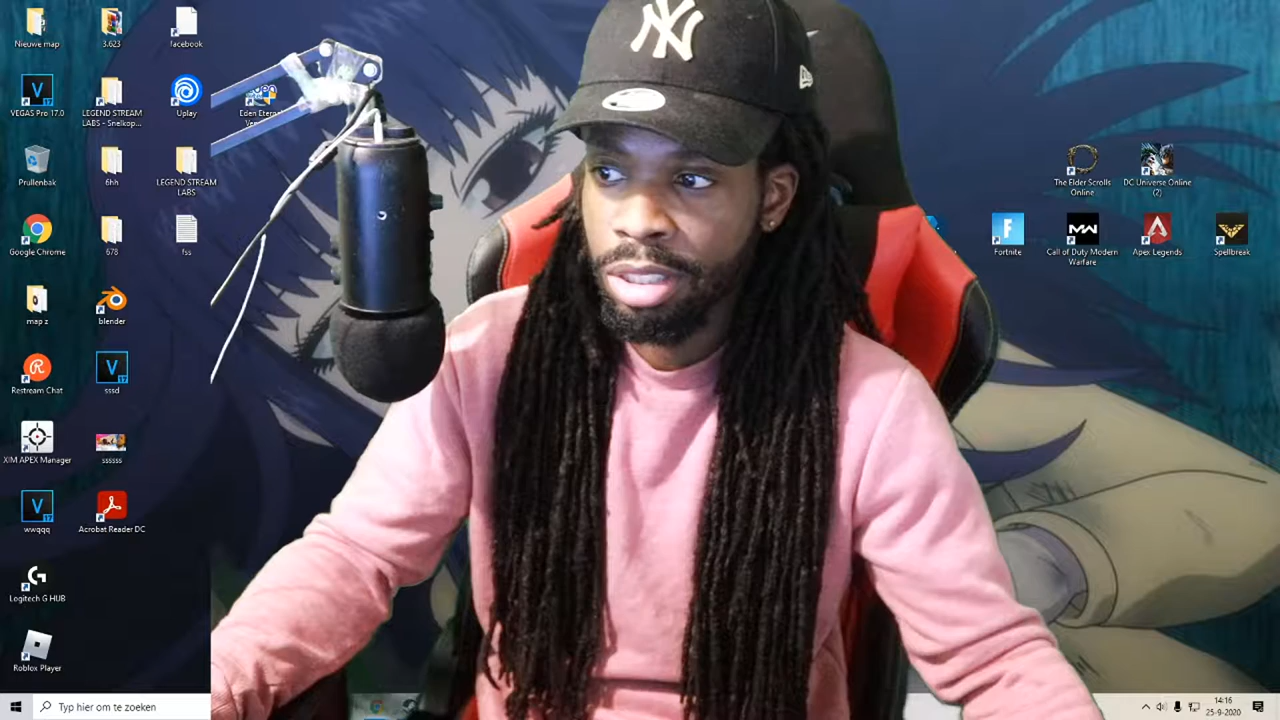 Nieuwe map
3.623
facebook
VEGAS Pro 17.0
LEGEND STREAM
LABS - Snelkop...
Uplay
Eden Eter
Prullenbak
6hh
LEGEND STREAM
LABS
The Elder Scrolls
Online
DC Universe Online
(2)
Google Chrome
678
fss
Fortnite
Call of Duty Modern
Warfare
Apex Legends
Spellbreak
map z
blender
Restream Chat
sssd
XIM APEX Manager
ssssss
wwqqq
Acrobat Reader DC
Logitech G HUB
Roblox Player
Typ hier om te zoeken
14:16
25-9-2020
NY